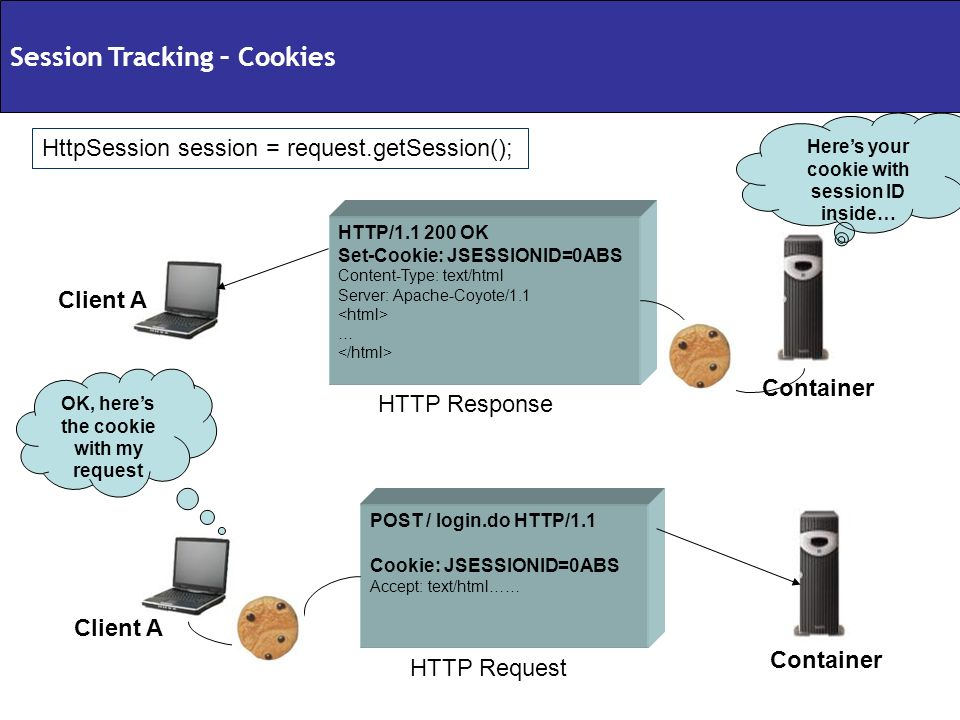 Session Tracking – Cookies
HttpSession session = request.getSession();
Here’s your
cookie with
session ID
inside…
HTTP/1.1 200 OK
Set-Cookie: JSESSIONID=0ABS
Content-Type: text/html
Server: Apache-Coyote/1.1
<html>
…
</html>
Client A
Container
HTTP Response
OK, here’s
the cookie
with my
request
POST / login.do HTTP/1.1
Cookie: JSESSIONID=0ABS
Accept: text/html……
Client A
Container
HTTP Request